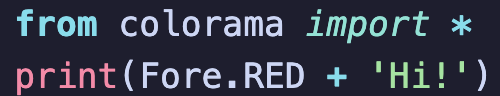 from colorama import *
print(Fore.RED + 'Hi!')